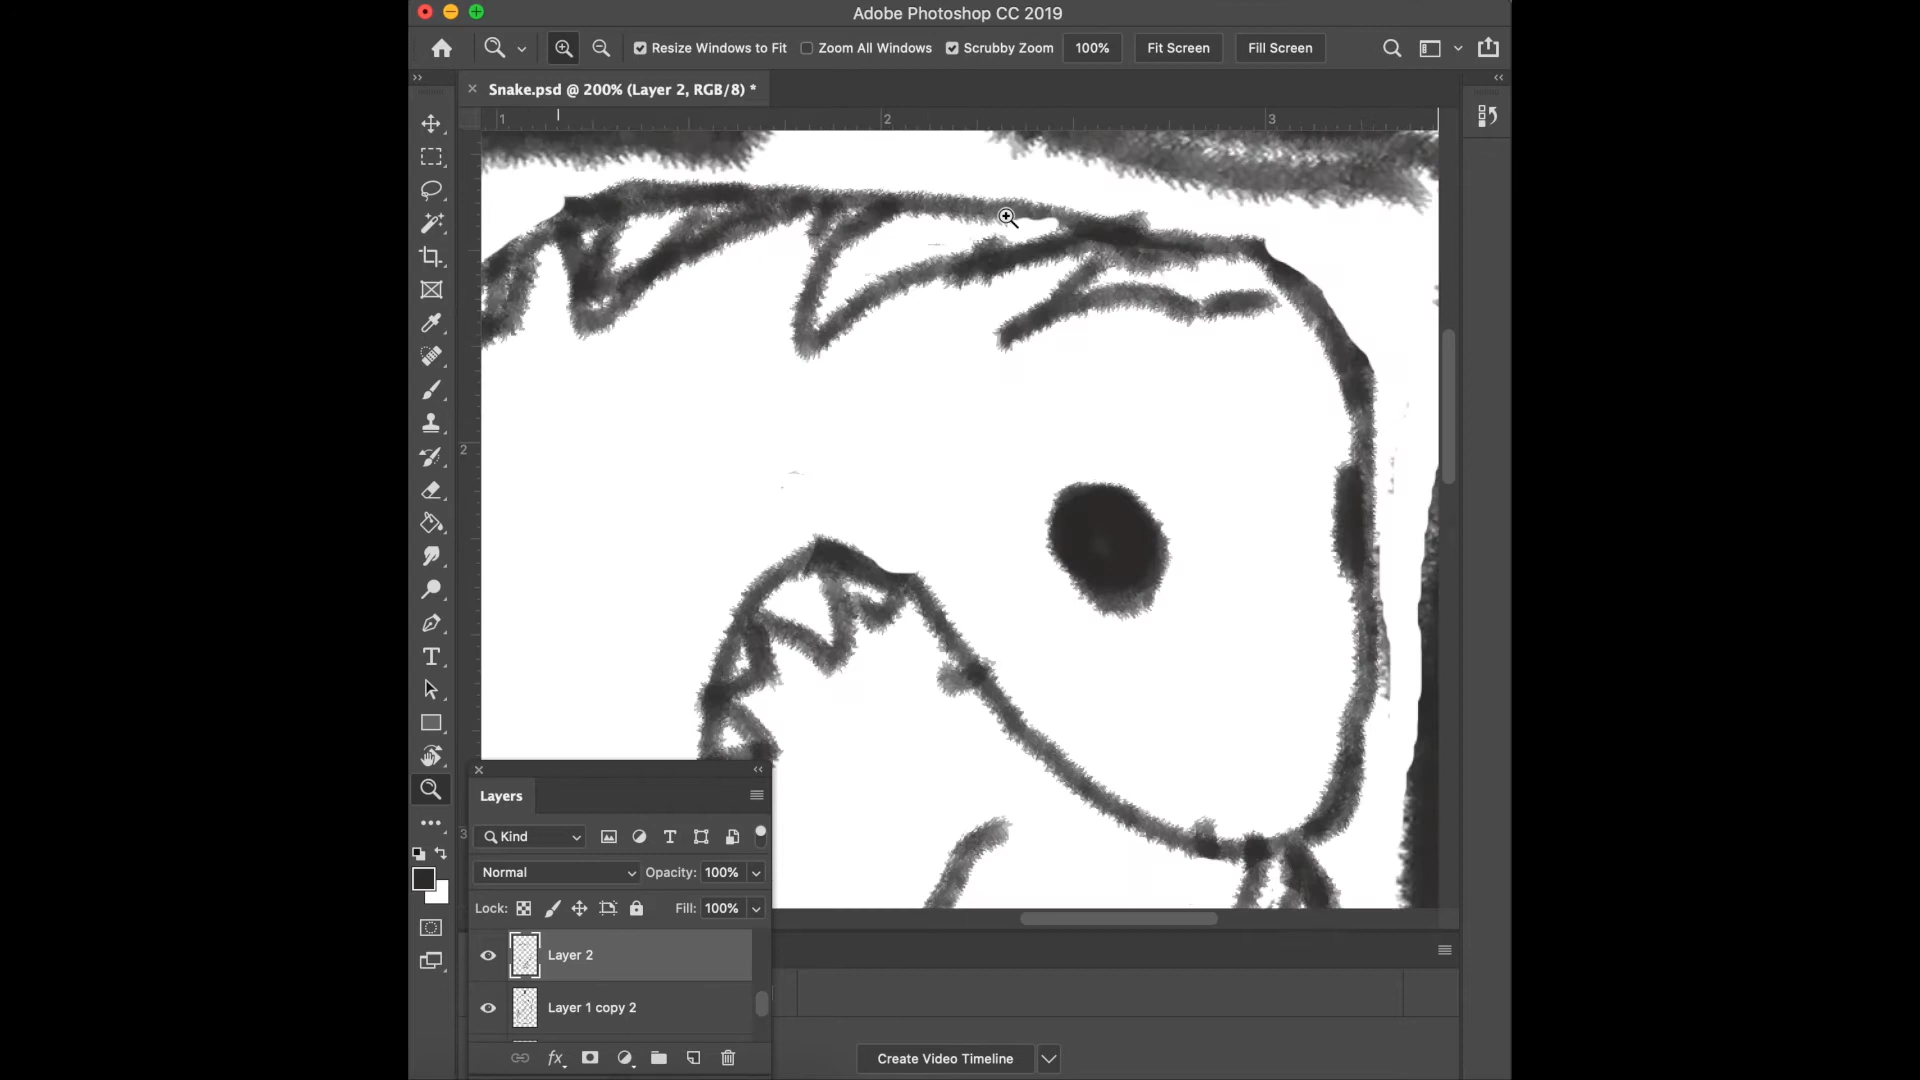 Adobe Photoshop CC 2019
Resize Windows to Fit Zoom All Windows Scrubby Zoom 100% Fit Screen Fill Screen
Snake.psd @ 200% (Layer 2, RGB/8) *
1 2 3
2
3
Layers
Kind
Normal Opacity: 100%
Lock: Fill: 100%
Layer 2
Layer 1 copy 2
Create Video Timeline